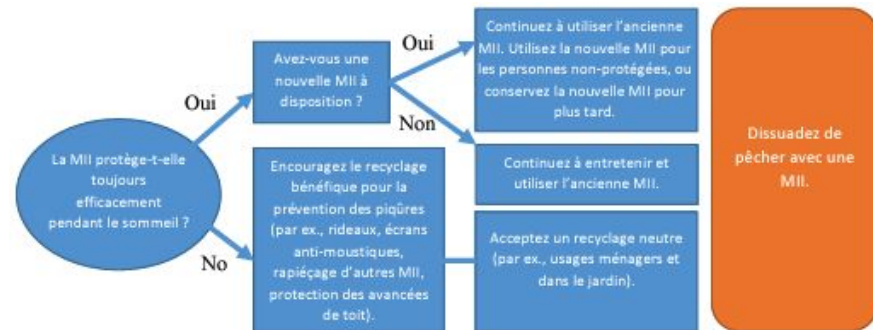 La MII protège-t-elle
toujours
efficacement
pendant le sommeil ?
Oui
No
Avez-vous une
nouvelle MII à
disposition ?
Oui
Non
Continuez à utiliser l’ancienne
MII. Utilisez la nouvelle MII pour
les personnes non-protégées, ou
conservez la nouvelle MII pour
plus tard.
Continuez à entretenir et
utiliser l’ancienne MII.
Encouragez le recyclage
bénéfique pour la
prévention des piqûres
(par ex., rideaux, écrans
anti-moustiques,
rapiéçage d’autres MII,
protection des avancées
de toit).
Acceptez un recyclage neutre
(par ex., usages ménagers et
dans le jardin).
Dissuadez de
pêcher avec une
MII.